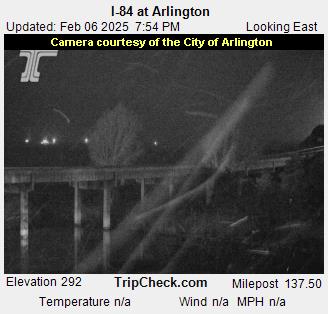 I-84 at Arlington
Updated: Feb 06 2025 7:54 PM Looking East
Camera courtesy of the City of Arlington
Elevation 292 TripCheck.com Milepost 137.50
Temperature n/a Wind n/a MPH n/a